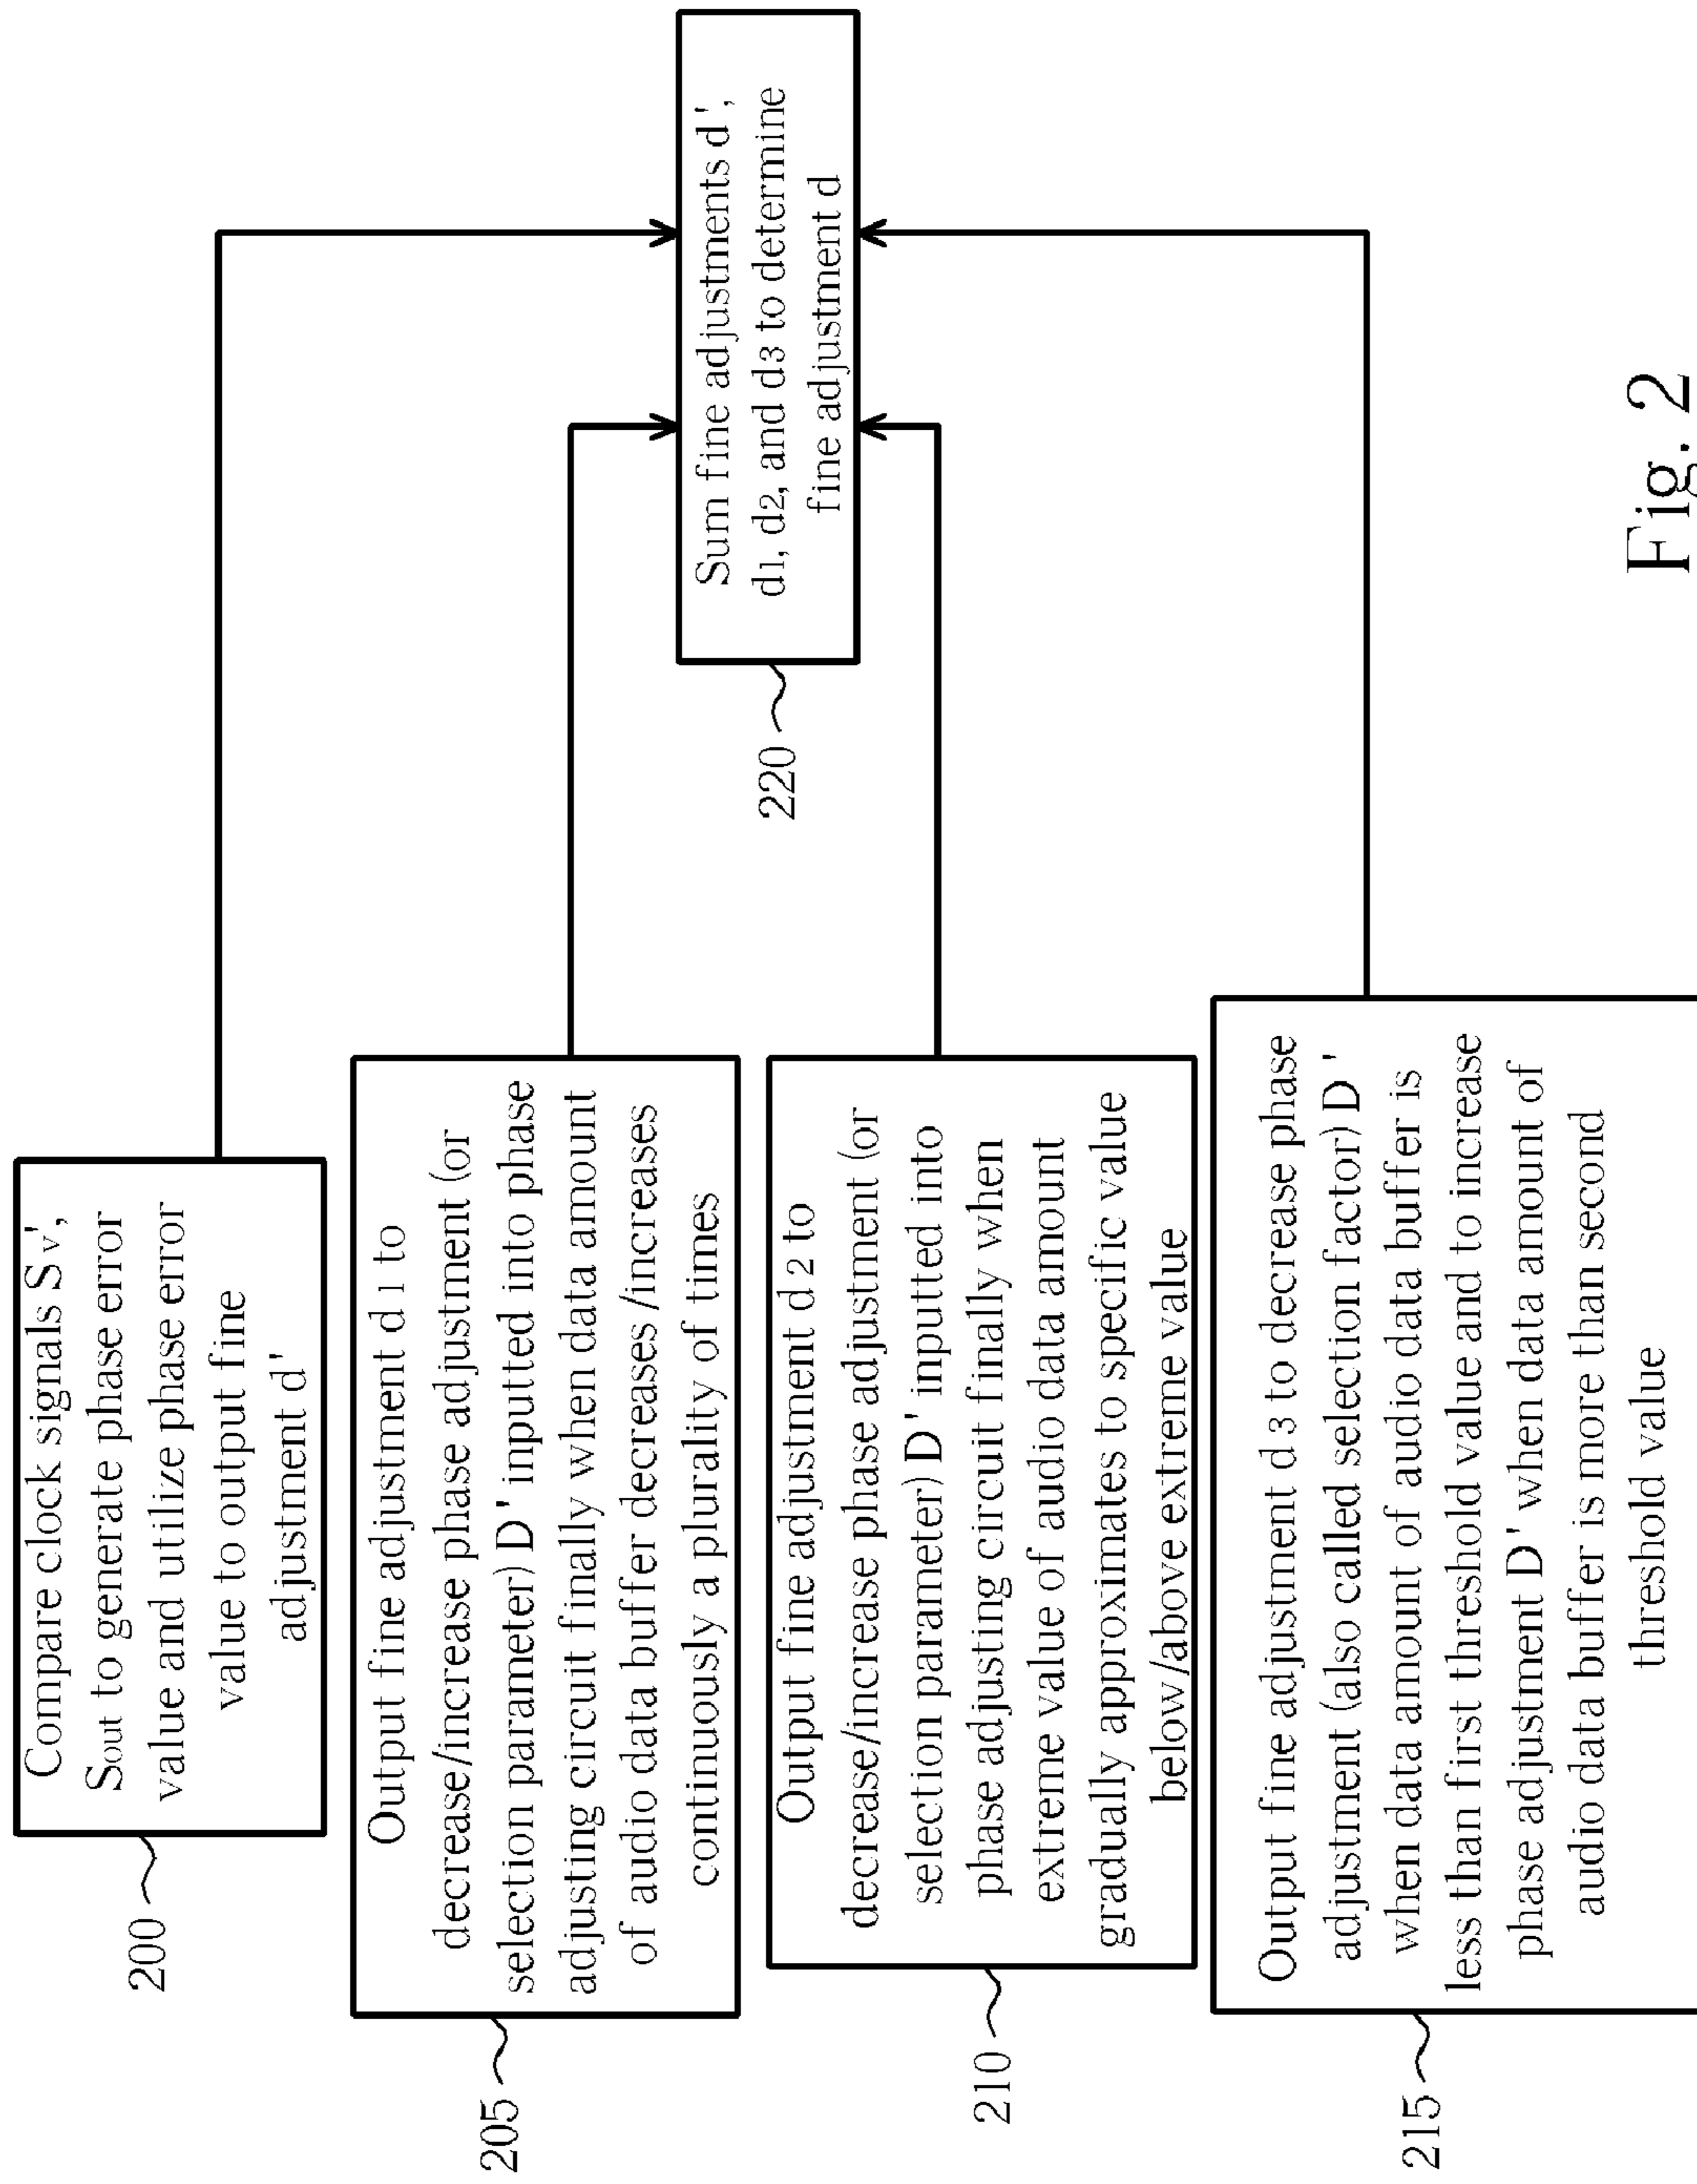 Compare clock signals Sv',
Sout to generate phase error
value and utilize phase error
value to output fine
adjustment d'
200
Output fine adjustment d1 to
decrease/increase phase adjustment (or
selection parameter) D' inputted into phase
adjusting circuit finally when data amount
of audio data buffer decreases /increases
continuously a plurality of times
205
Output fine adjustment d2 to
decrease/increase phase adjustment (or
selection parameter) D' inputted into
phase adjusting circuit finally when
extreme value of audio data amount
gradually approximates to specific value
below/above extreme value
210
Output fine adjustment d3 to decrease phase
adjustment (also called selection factor) D'
when data amount of audio data buffer is
less than first threshold value and to increase
phase adjustment D' when data amount of
audio data buffer is more than second
threshold value
215
Sum fine adjustments d',
d1, d2, and d3 to determine
fine adjustment d
220
Fig. 2